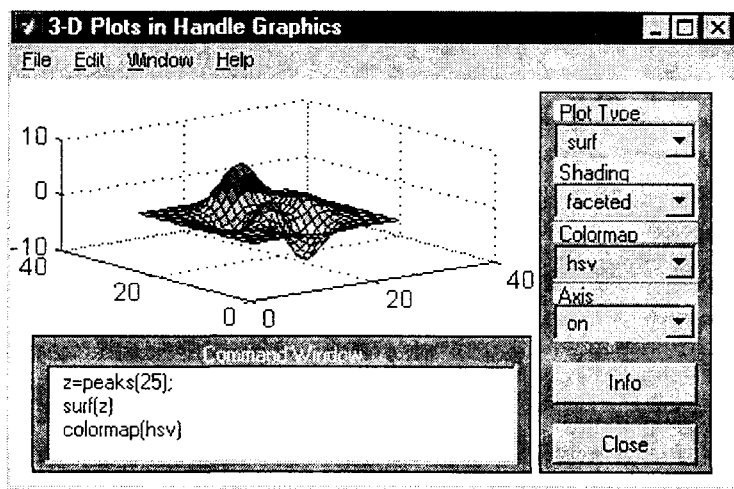 3-D Plots in Handle Graphics
File Edit Window Help
10
0
-10
40
20
0
0
20
40
Plot Type
surf
Shading
faceted
Colormap
hsv
Axis
on
Info
Close
Command Window
z=peaks(25);
surf(z)
colormap(hsv)